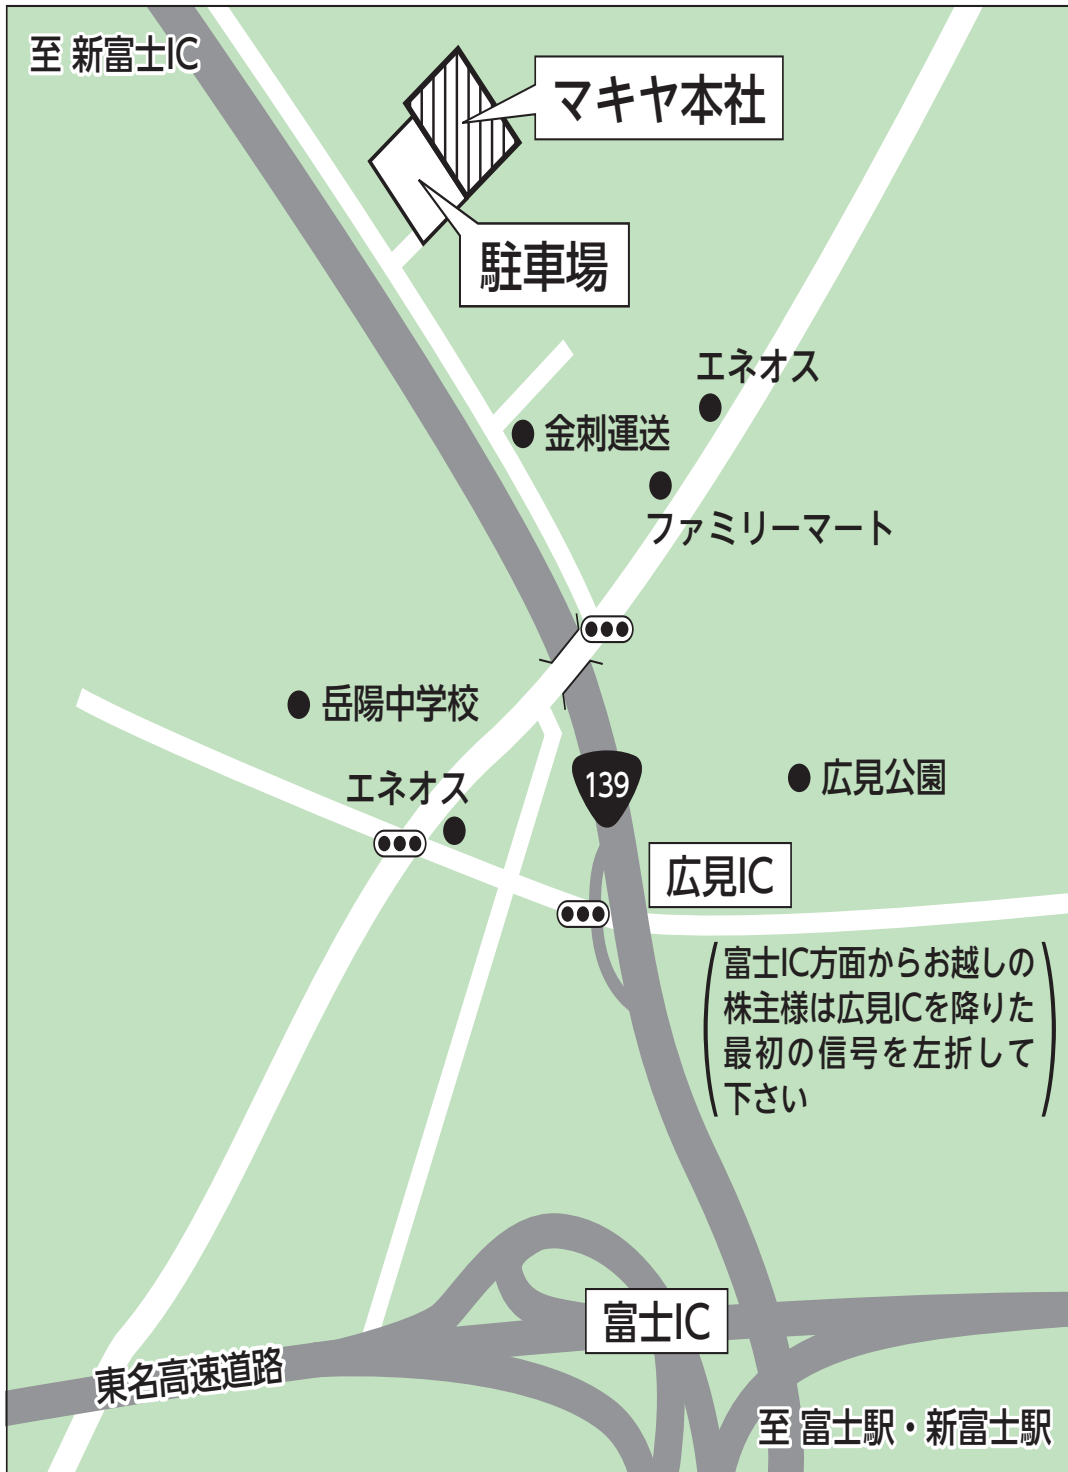 至 新富士IC
マキヤ本社
駐車場
エネオス
金刺運送
ファミリーマート
岳陽中学校
エネオス
139
広見公園
広見IC
富士IC方面からお越しの
株主様は広見ICを降りた
最初の信号を左折して
下さい
富士IC
東名高速道路
至 富士駅・新富士駅